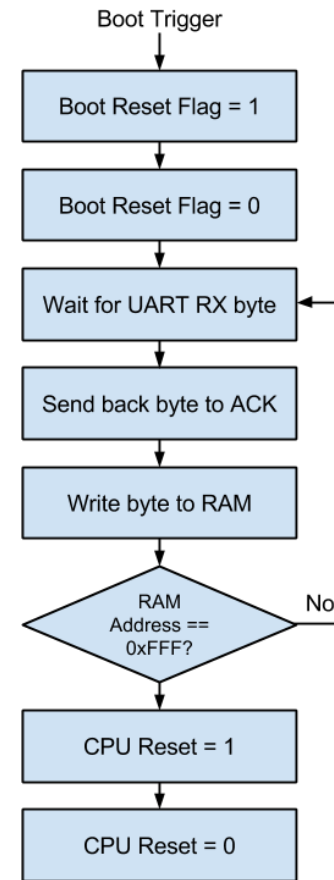 Boot Trigger
Boot Reset Flag = 1
Boot Reset Flag = 0
Wait for UART RX byte
Send back byte to ACK
Write byte to RAM
RAM
Address ==
0xFFF?
No
CPU Reset = 1
CPU Reset = 0